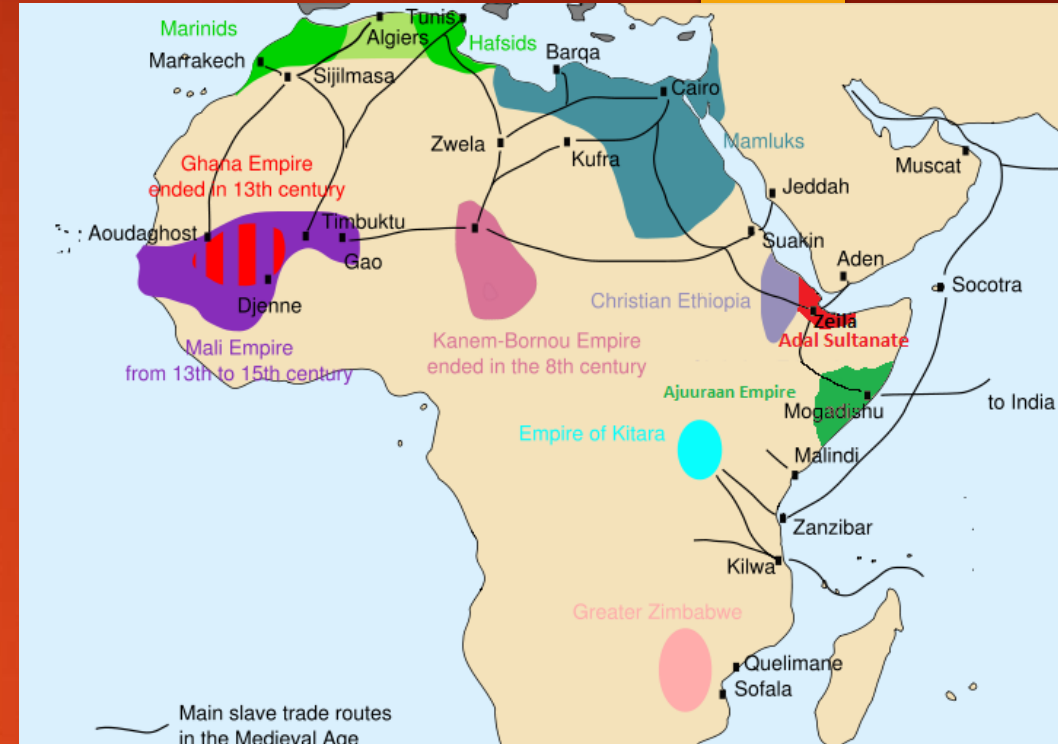 Marinids
Tunis
Algiers
Hafsids
Barqa
Marrakech
Sijilmasa
Cairo
Zwela
Kufra
Mamluks
Muscat
Ghana Empire
ended in 13th century
Jeddah
Aoudaghost
Timbuktu
Gao
Suakin
Aden
Djenne
Socotra
Christian Ethiopia
Zeila
Adal Sultanate
Mali Empire
from 13th to 15th century
Kanem-Bornou Empire
ended in the 8th century
Ajuuraan Empire
Mogadishu
to India
Empire of Kitara
Malindi
Zanzibar
Kilwa
Greater Zimbabwe
Quelimane
Sofala
Main slave trade routes
in the Medieval Age